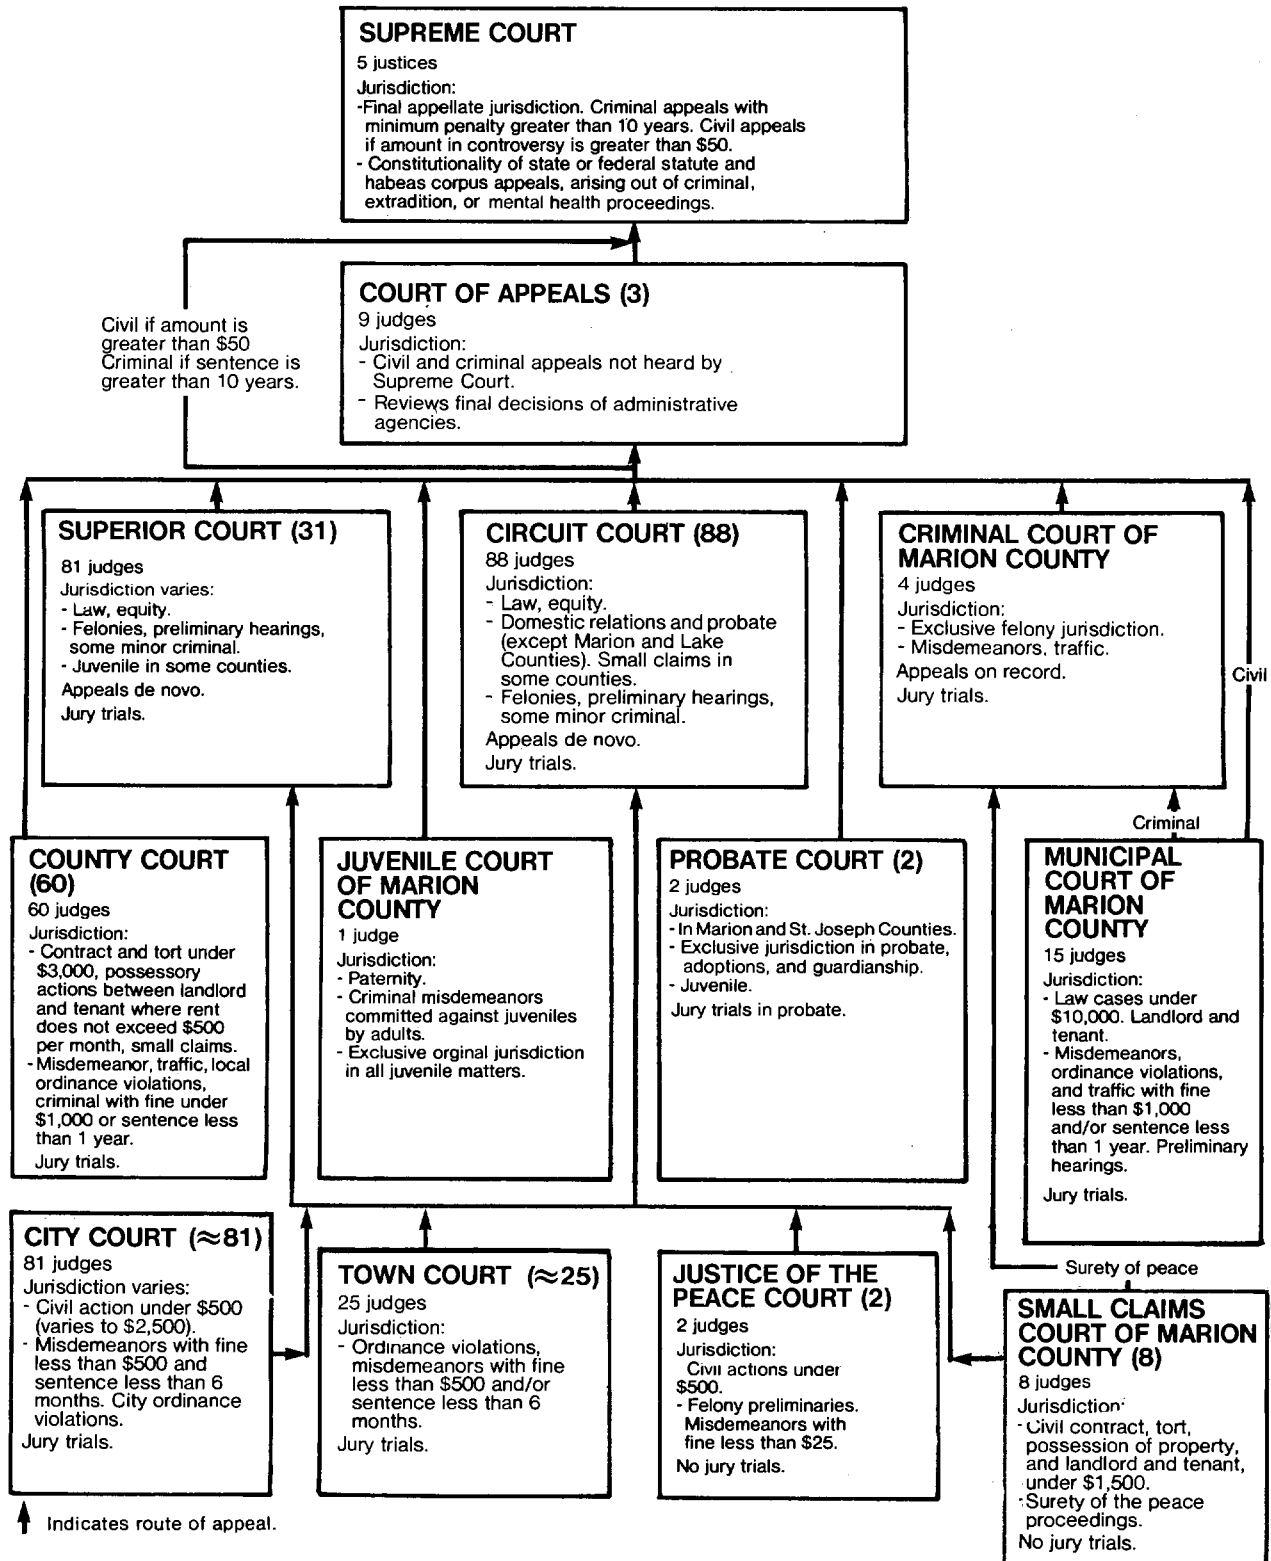 SUPREME COURT
5 justices
Jurisdiction:
-Final appellate jurisdiction. Criminal appeals with
minimum penalty greater than 10 years. Civil appeals
if amount in controversy is greater than $50.
- Constitutionality of state or federal statute and
habeas corpus appeals, arising out of criminal,
extradition, or mental health proceedings.
Civil if amount is
greater than $50
Criminal if sentence is
greater than 10 years.
COURT OF APPEALS (3)
9 judges
Jurisdiction:
- Civil and criminal appeals not heard by
Supreme Court.
- Reviews final decisions of administrative
agencies.
SUPERIOR COURT (31)
81 judges
Jurisdiction varies:
- Law, equity.
- Felonies, preliminary hearings,
some minor criminal.
- Juvenile in some counties.
Appeals de novo.
Jury trials.
CIRCUIT COURT (88)
88 judges
Jurisdiction:
- Law, equity.
- Domestic relations and probate
(except Marion and Lake
Counties). Small claims in
some counties.
- Felonies, preliminary hearings,
some minor criminal.
Appeals de novo.
Jury trials.
CRIMINAL COURT OF
MARION COUNTY
4 judges
Jurisdiction:
- Exclusive felony jurisdiction.
- Misdemeanors, traffic.
Appeals on record.
Jury trials.
Civil
Criminal
COUNTY COURT
(60)
60 judges
Jurisdiction:
- Contract and tort under
$3,000, possessory
actions between landlord
and tenant where rent
does not exceed $500
per month, small claims.
- Misdemeanor, traffic, local
ordinance violations,
criminal with fine under
$1,000 or sentence less
than 1 year.
Jury trials.
JUVENILE COURT
OF MARION
COUNTY
1 judge
Jurisdiction:
- Paternity.
- Criminal misdemeanors
committed against juveniles
by adults.
- Exclusive orginal jurisdiction
in all juvenile matters.
PROBATE COURT (2)
2 judges
Jurisdiction:
- In Marion and St. Joseph Counties.
- Exclusive jurisdiction in probate,
adoptions, and guardianship.
- Juvenile.
Jury trials in probate.
MUNICIPAL
COURT OF
MARION
COUNTY
15 judges
Jurisdiction:
- Law cases under
$10,000. Landlord and
tenant.
- Misdemeanors,
ordinance violations,
and traffic with fine
less than $1,000
and/or sentence less
than 1 year. Preliminary
hearings.
Jury trials.
CITY COURT (≈81)
81 judges
Jurisdiction varies:
- Civil action under $500
(varies to $2,500).
- Misdemeanors with fine
less than $500 and
sentence less than 6
months. City ordinance
violations.
Jury trials.
TOWN COURT (≈25)
25 judges
Jurisdiction:
- Ordinance violations,
misdemeanors with fine
less than $500 and/or
sentence less than 6
months.
Jury trials.
JUSTICE OF THE
PEACE COURT (2)
2 judges
Jurisdiction:
Civil actions under
$500.
- Felony preliminaries.
Misdemeanors with
fine less than $25.
No jury trials.
Surety of peace
SMALL CLAIMS
COURT OF MARION
COUNTY (8)
8 judges
Jurisdiction:
- Civil contract, tort,
possession of property,
and landlord and tenant,
under $1,500.
- Surety of the peace
proceedings.
No jury trials.
Indicates route of appeal.